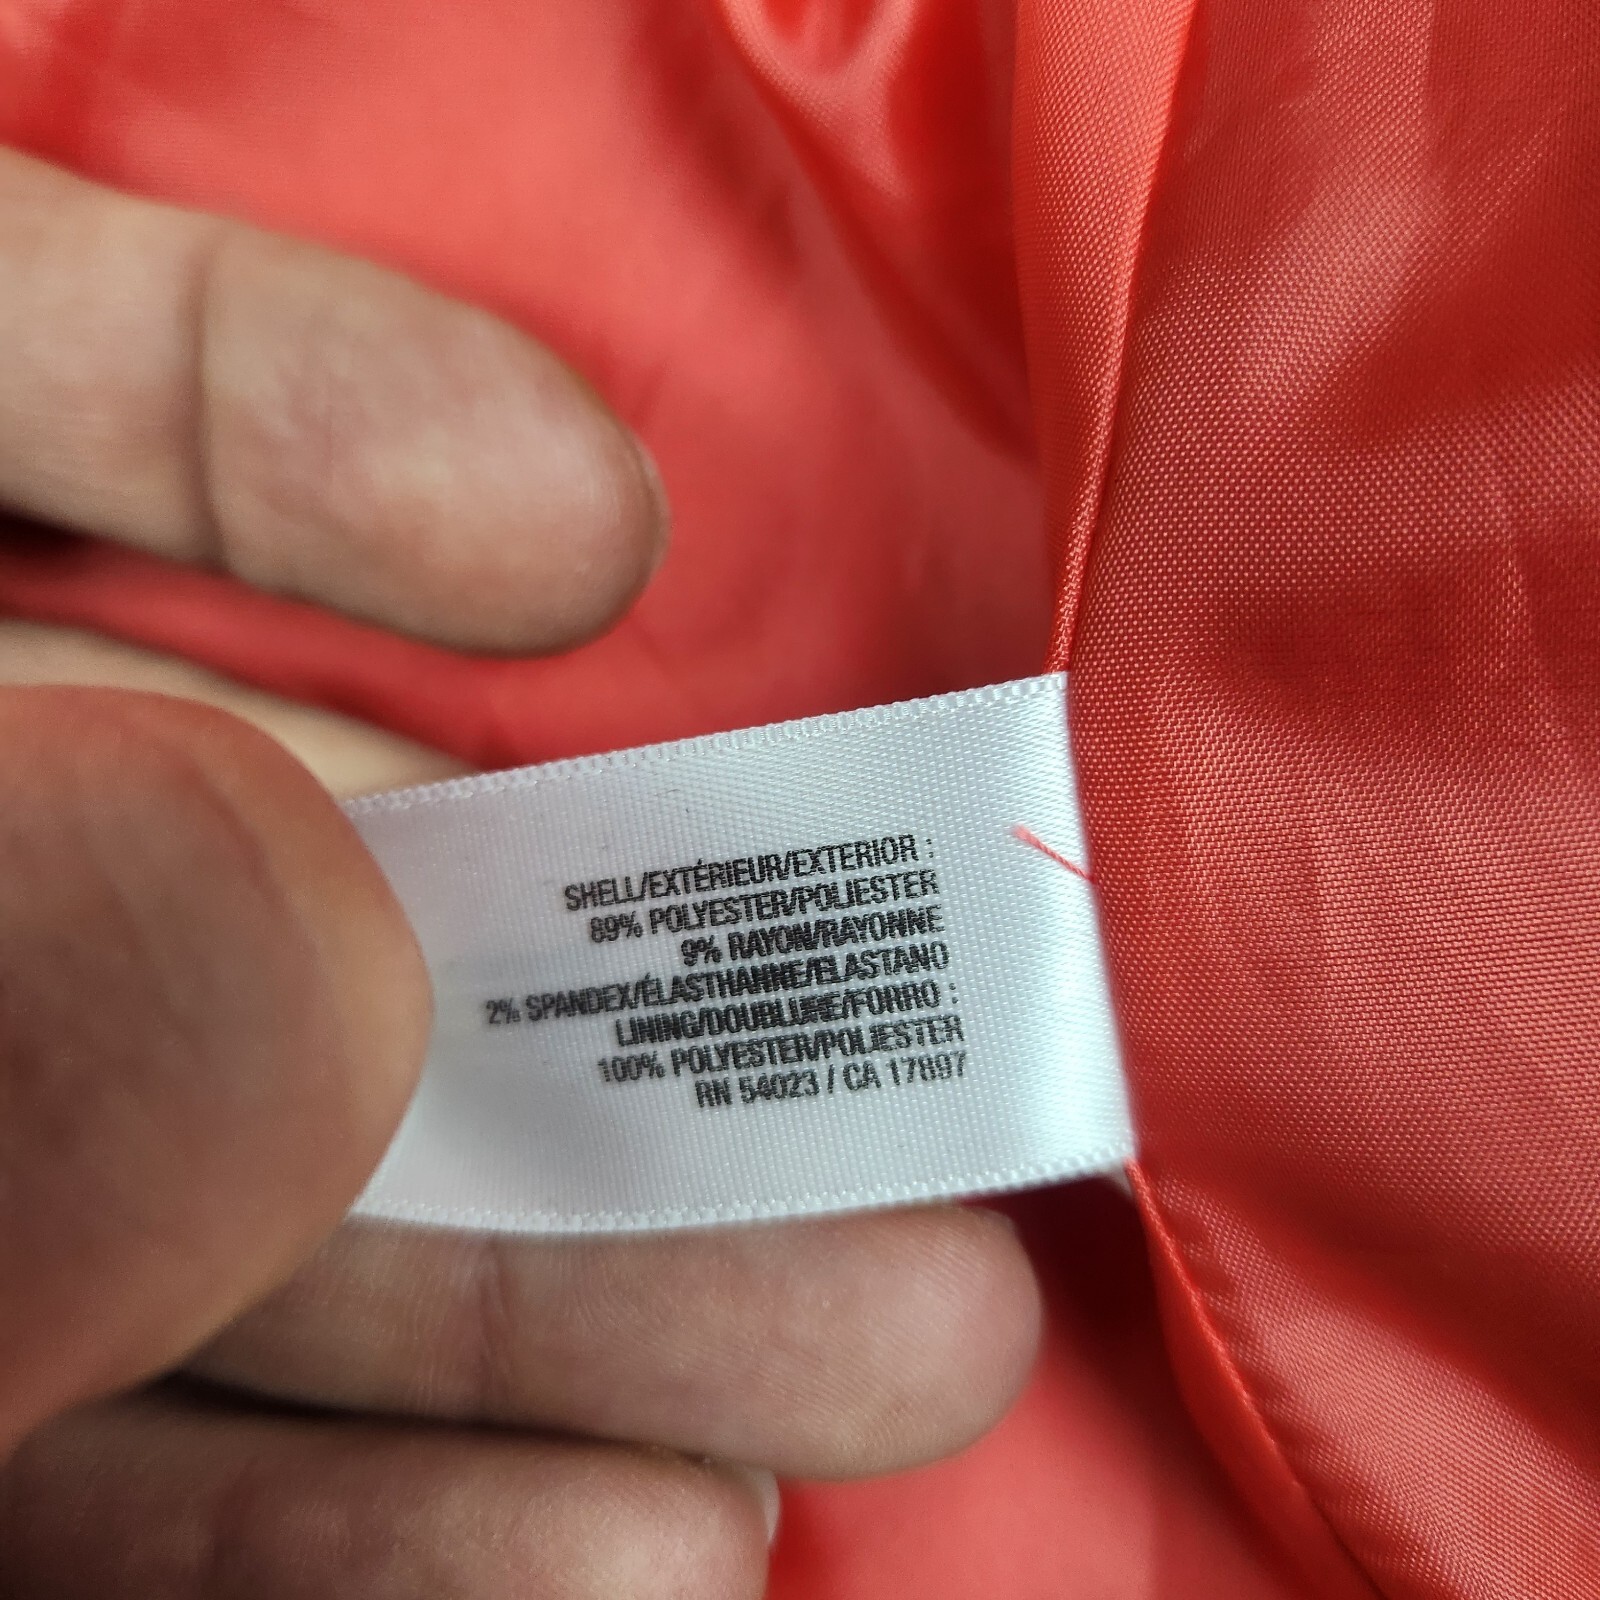 SHELL/EXTÉRIEUR/EXTERIOR :
89% POLYESTER/POLIESTER
9% RAYON/RAYONNE
2% SPANDEX/ÉLASTHANNE/ELASTANO
LINING/DOUBLURE/FORRO :
100% POLYESTER/POLIESTER
RN 54023 / CA 17897